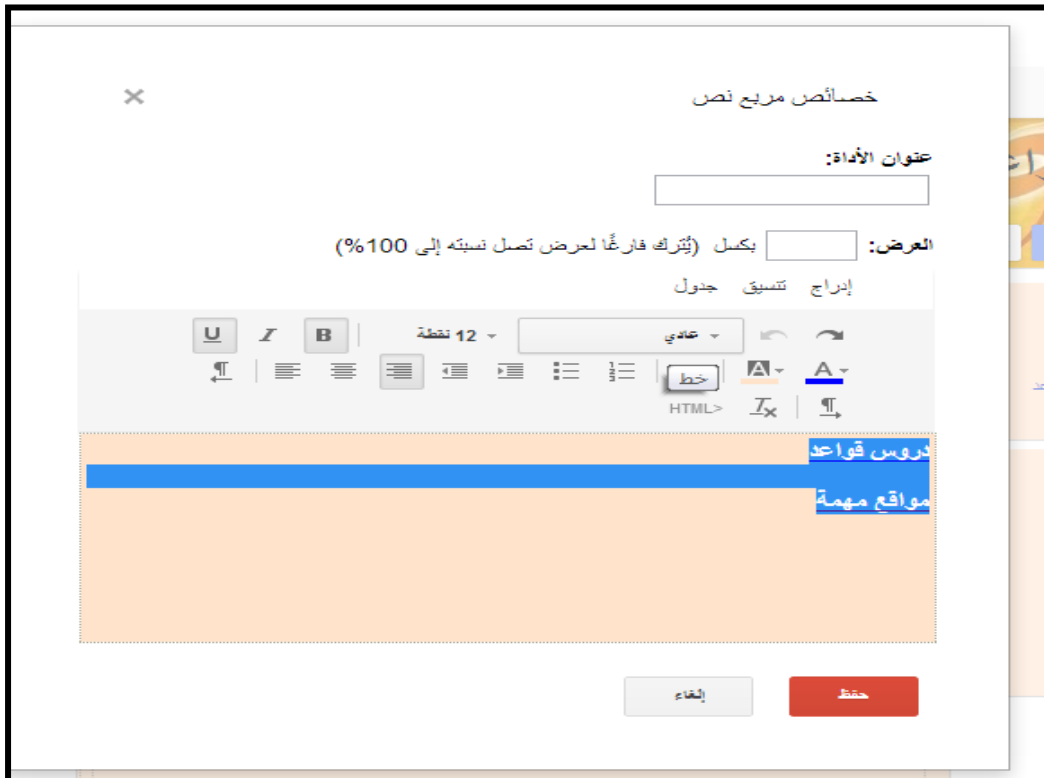 خصائص مربع نص
عنوان الأداة:
العرض: بكسل (يُترك فارغًا لعرض تصل نسبته إلى 100%)
إدراج تنسيق جدول
عادي 12 نقطة B I U
A A خط
HTML>
دروس قواعد
مواقع مهمة
حفظ إلغاء